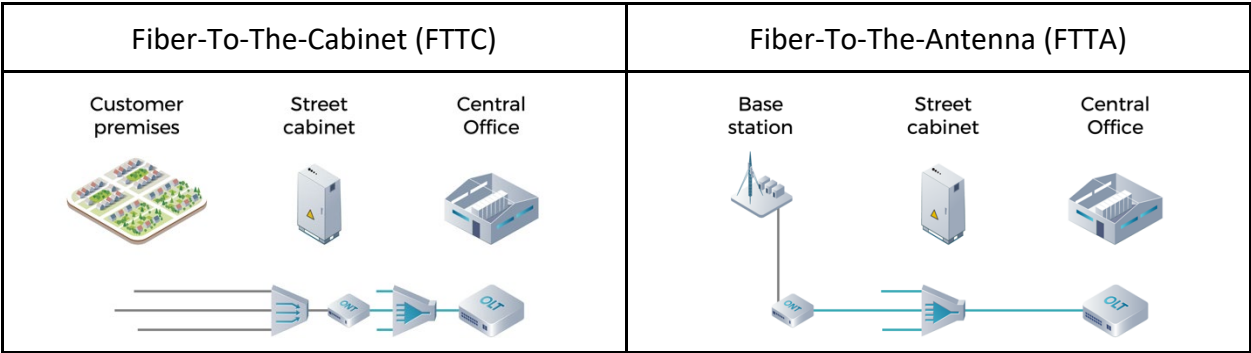 Fiber-To-The-Cabinet (FTTC)
Fiber-To-The-Antenna (FTTA)
Customer
premises
Street
cabinet
Central
Office
ONT
OLT
Base
station
Street
cabinet
Central
Office
ONT
OLT